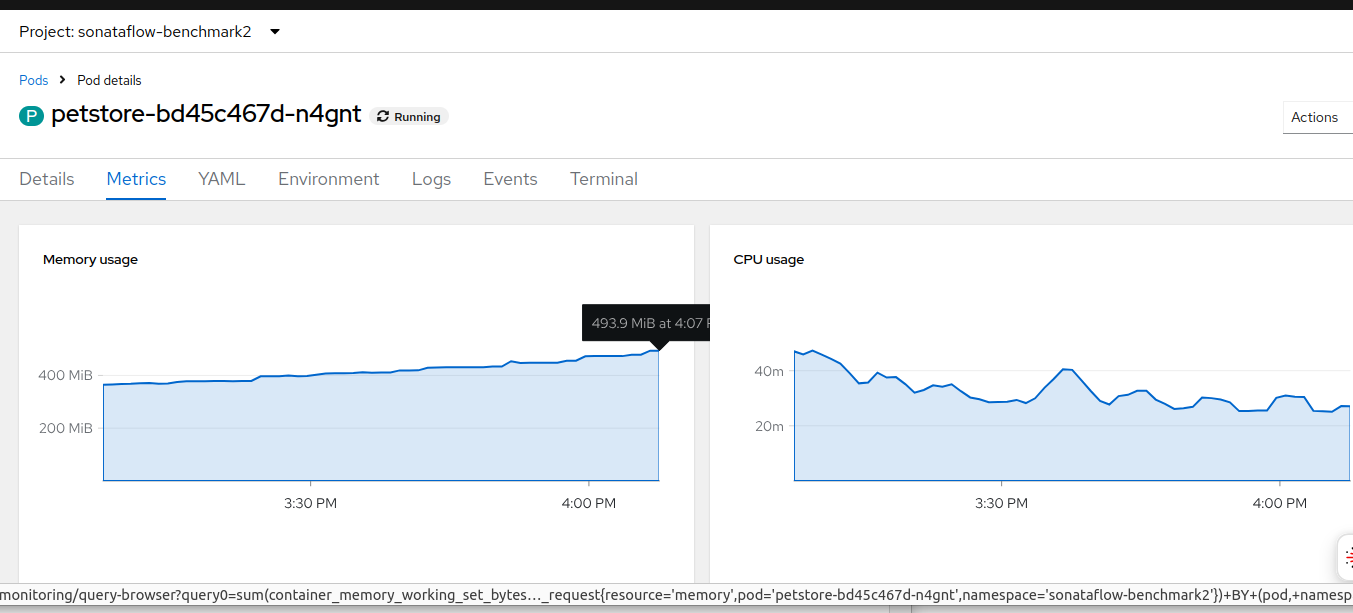 Project: sonataflow-benchmark2
Pods > Pod details
P petstore-bd45c467d-n4gnt Running
Actions
Details Metrics YAML Environment Logs Events Terminal
Memory usage
493.9 MiB at 4:07
400 MiB
200 MiB
3:30 PM 4:00 PM
CPU usage
40m
20m
3:30 PM 4:00 PM
monitoring/query-browser?query0=sum(container_memory_working_set_bytes…_request{resource='memory',pod='petstore-bd45c467d-n4gnt',namespace='sonataflow-benchmark2'})+BY+(pod,+namesp